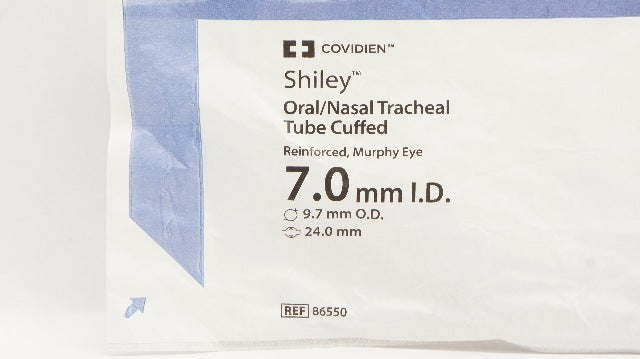 COVIDIEN™
Shiley™
Oral/Nasal Tracheal
Tube Cuffed
Reinforced, Murphy Eye
7.0 mm I.D.
9.7 mm O.D.
24.0 mm
REF 86550